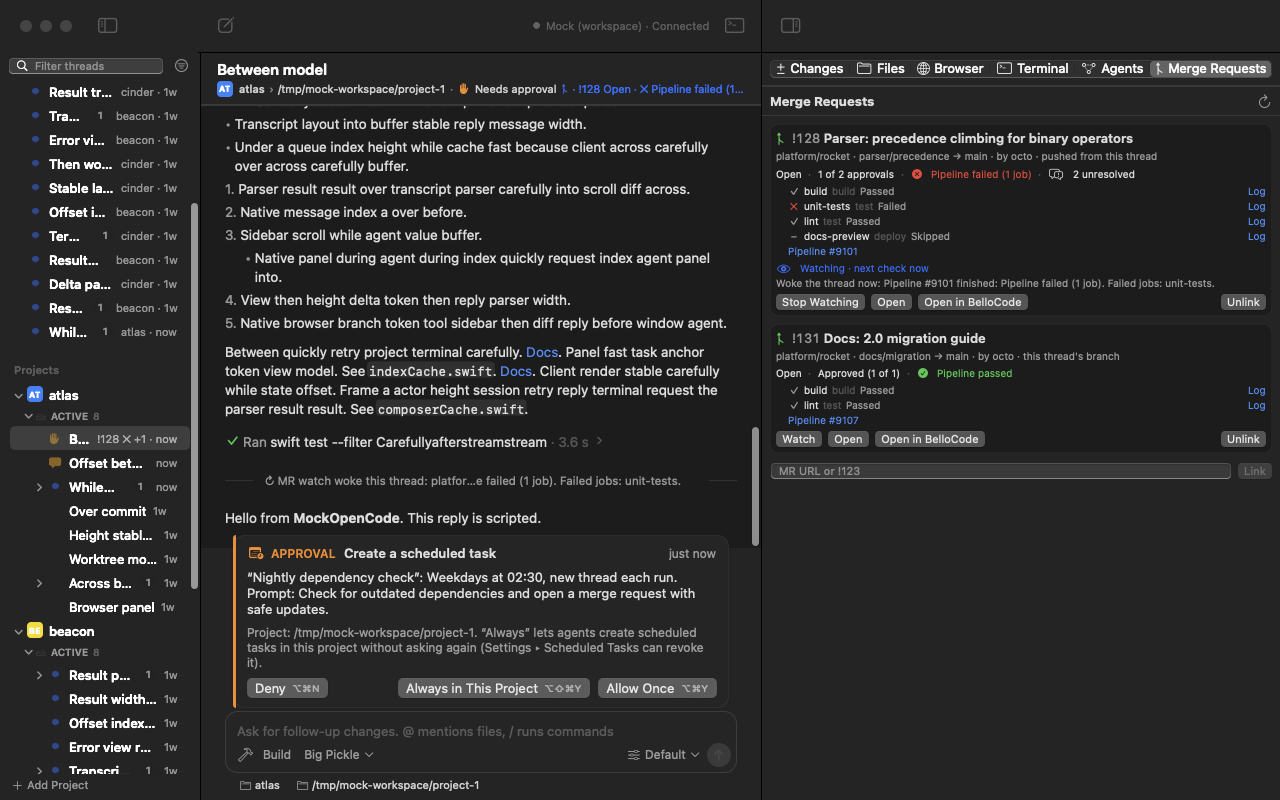 Mock (workspace) · Connected
Filter threads
Result tr... cinder · 1w
Tra... 1 beacon · 1w
Error vi... beacon · 1w
Then wo... cinder · 1w
Stable la... cinder · 1w
Offset i... beacon · 1w
Ter... 1 cinder · 1w
Result... beacon · 1w
Delta pa... cinder · 1w
Res... 1 beacon · 1w
Whil... 1 atlas · now
Projects
AT atlas
ACTIVE 8
B... !128 ✕ +1 · now
Offset bet... now
While... 1 now
Over commit 1w
Height stabl... 1w
Worktree mo... 1w
Across b... 1 1w
Browser panel 1w
BE beacon
ACTIVE 8
Result p... 1 1w
Result width... 1w
Offset index... 1w
Error view r... 1w
Transcri... 1 1w
+ Add Project
Between model
AT atlas › /tmp/mock-workspace/project-1 · Needs approval · !128 Open · ✕ Pipeline failed (1...
• Transcript layout into buffer stable reply message width.
• Under a queue index height while cache fast because client across carefully
over across carefully buffer.
1. Parser result result over transcript parser carefully into scroll diff across.
2. Native message index a over before.
3. Sidebar scroll while agent value buffer.
• Native panel during agent during index quickly request index agent panel
into.
4. View then height delta token then reply parser width.
5. Native browser branch token tool sidebar then diff reply before window agent.
Between quickly retry project terminal carefully. Docs. Panel fast task anchor
token view model. See indexCache.swift. Docs. Client render stable carefully
while state offset. Frame a actor height session retry reply terminal request the
parser result result. See composerCache.swift.
✓ Ran swift test --filter Carefullyafterstreamstream · 3.6 s ›
MR watch woke this thread: platfor...e failed (1 job). Failed jobs: unit-tests.
Hello from MockOpenCode. This reply is scripted.
APPROVAL Create a scheduled task just now
“Nightly dependency check”: Weekdays at 02:30, new thread each run.
Prompt: Check for outdated dependencies and open a merge request with
safe updates.
Project: /tmp/mock-workspace/project-1. “Always” lets agents create scheduled
tasks in this project without asking again (Settings ▸ Scheduled Tasks can revoke
it).
Deny ⌥⌘N Always in This Project ⌥⇧⌘Y Allow Once ⌥⌘Y
Ask for follow-up changes. @ mentions files, / runs commands
Build Big Pickle Default
atlas /tmp/mock-workspace/project-1
Changes Files Browser Terminal Agents Merge Requests
Merge Requests
!128 Parser: precedence climbing for binary operators
platform/rocket · parser/precedence → main · by octo · pushed from this thread
Open · 1 of 2 approvals · Pipeline failed (1 job) · 2 unresolved
✓ build build Passed Log
✕ unit-tests test Failed Log
✓ lint test Passed Log
– docs-preview deploy Skipped Log
Pipeline #9101
Watching · next check now
Woke the thread now: Pipeline #9101 finished: Pipeline failed (1 job). Failed jobs: unit-tests.
Stop Watching Open Open in BelloCode Unlink
!131 Docs: 2.0 migration guide
platform/rocket · docs/migration → main · by octo · this thread's branch
Open · Approved (1 of 1) · Pipeline passed
✓ build build Passed Log
✓ lint test Passed Log
Pipeline #9107
Watch Open Open in BelloCode Unlink
MR URL or !123 Link